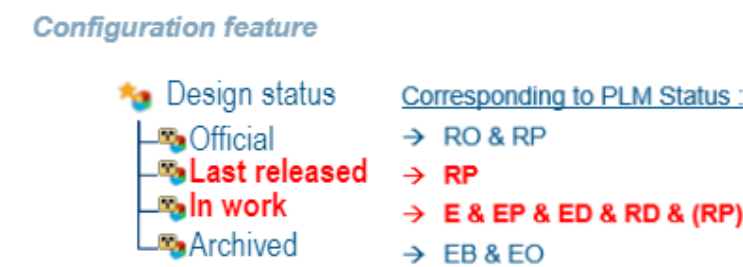 Configuration feature
Design status Corresponding to PLM Status :
Official → RO & RP
Last released → RP
In work → E & EP & ED & RD & (RP)
Archived → EB & EO